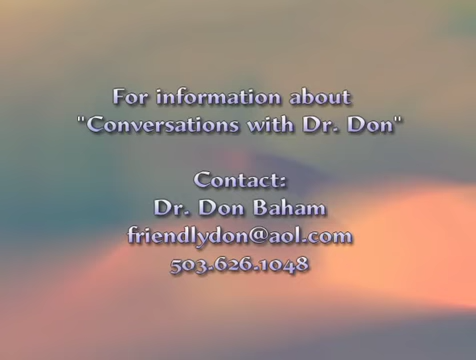 For information about
"Conversations with Dr. Don"
Contact:
Dr. Don Baham
friendlydon@aol.com
503.626.1048